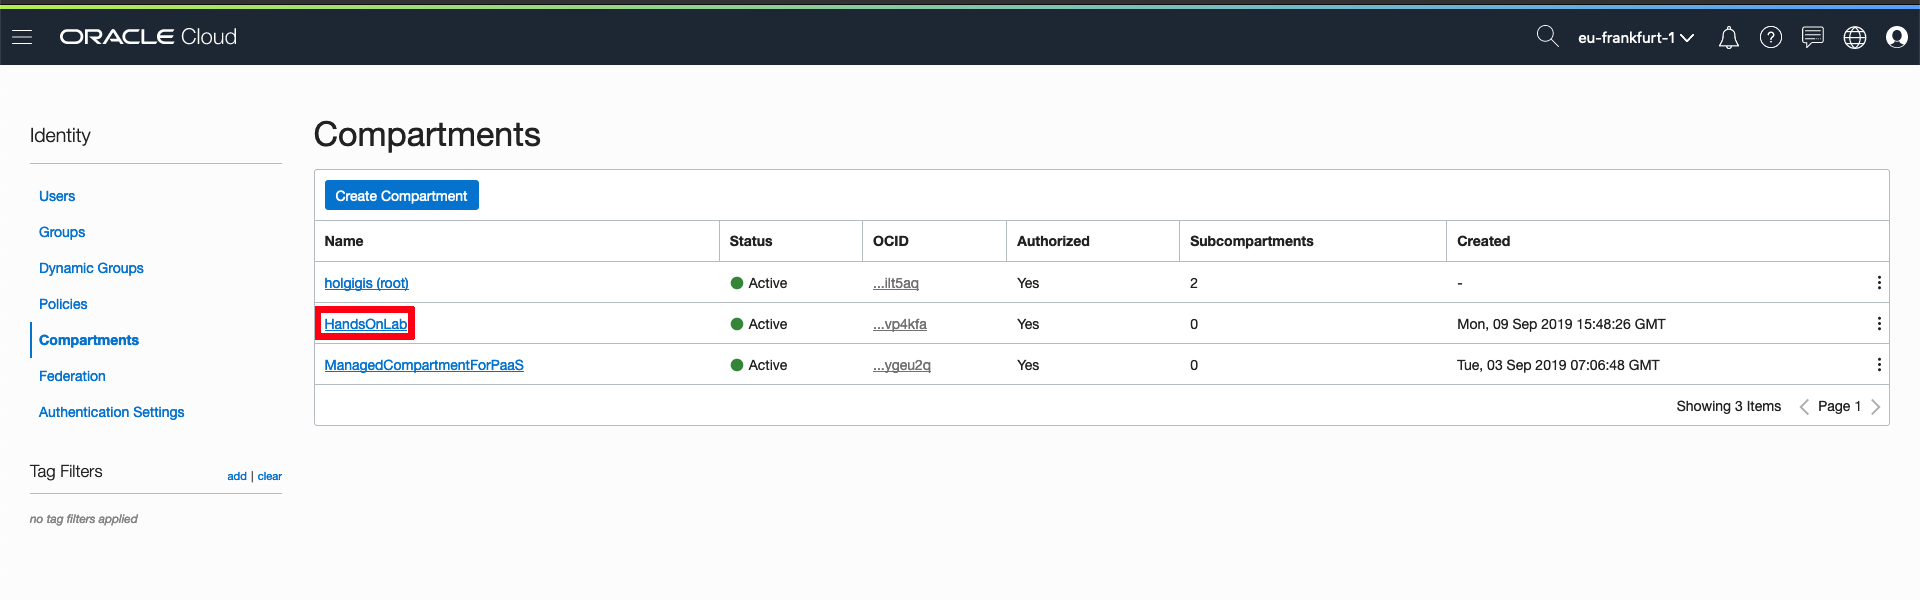 ORACLE Cloud
eu-frankfurt-1
Identity
Users
Groups
Dynamic Groups
Policies
Compartments
Federation
Authentication Settings
Tag Filters
add | clear
no tag filters applied
Compartments
Create Compartment
Name Status OCID Authorized Subcompartments Created
holgigis (root) Active ...ilt5aq Yes 2 -
HandsOnLab Active ...vp4kfa Yes 0 Mon, 09 Sep 2019 15:48:26 GMT
ManagedCompartmentForPaaS Active ...ygeu2q Yes 0 Tue, 03 Sep 2019 07:06:48 GMT
Showing 3 Items Page 1